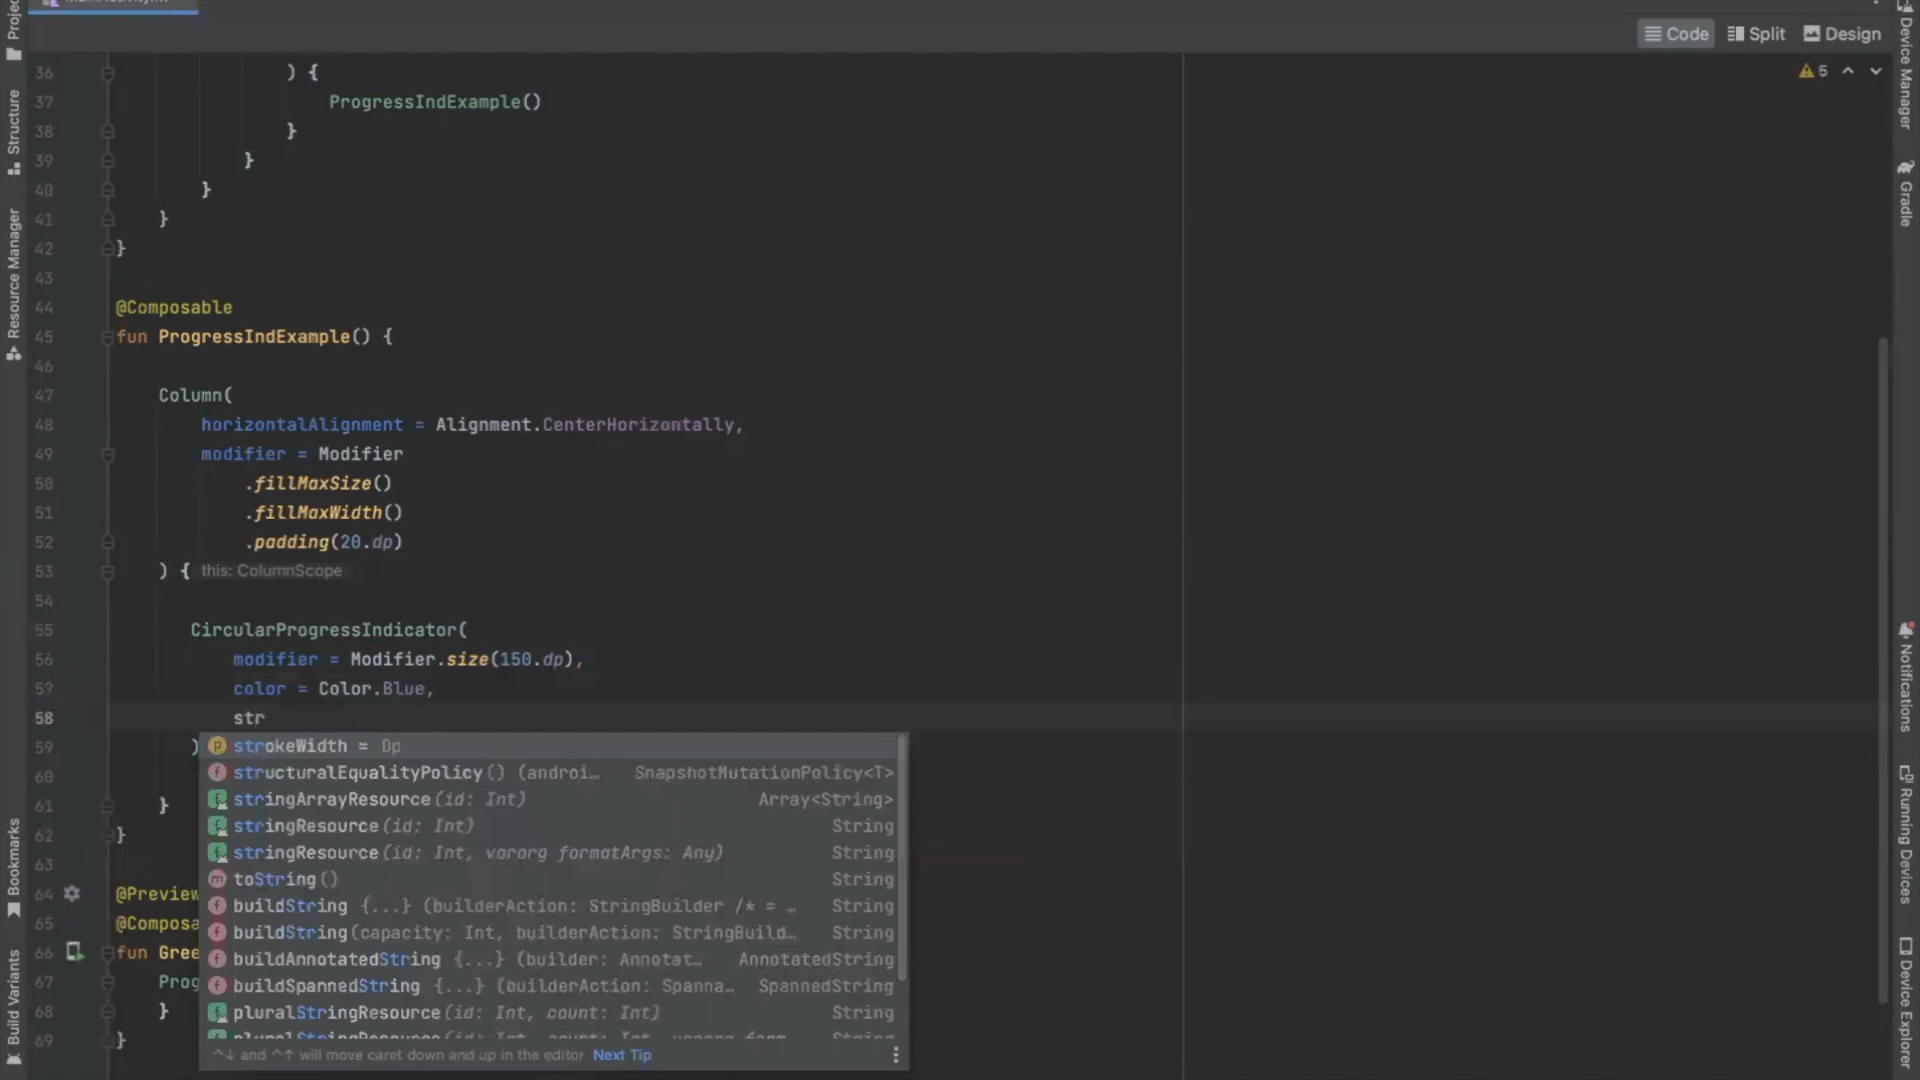 Code Split Design
5
36 ) {
37 ProgressIndExample()
38 }
39 }
40 }
41 }
42 }
43
44 @Composable
45 fun ProgressIndExample() {
46
47 Column(
48 horizontalAlignment = Alignment.CenterHorizontally,
49 modifier = Modifier
50 .fillMaxSize()
51 .fillMaxWidth()
52 .padding(20.dp)
53 ) { this: ColumnScope
54
55 CircularProgressIndicator(
56 modifier = Modifier.size(150.dp),
59 color = Color.Blue,
58 str
59 )
60
61 }
62 }
63
64 @Preview
65 @Composa
66 fun Gree
67 Prog
68 }
69 }
strokeWidth = Dp
structuralEqualityPolicy() (androi… SnapshotMutationPolicy<T>
stringArrayResource(id: Int) Array<String>
stringResource(id: Int) String
stringResource(id: Int, vararg formatArgs: Any) String
toString() String
buildString {...} (builderAction: StringBuilder /* = … String
buildString(capacity: Int, builderAction: StringBuild… String
buildAnnotatedString {...} (builder: Annotat… AnnotatedString
buildSpannedString {...} (builderAction: Spanna… SpannedString
pluralStringResource(id: Int, count: Int) String
^↓ and ^↑ will move caret down and up in the editor Next Tip
Structure
Resource Manager
Bookmarks
Build Variants
Device Manager
Gradle
Notifications
Running Devices
Device Explorer